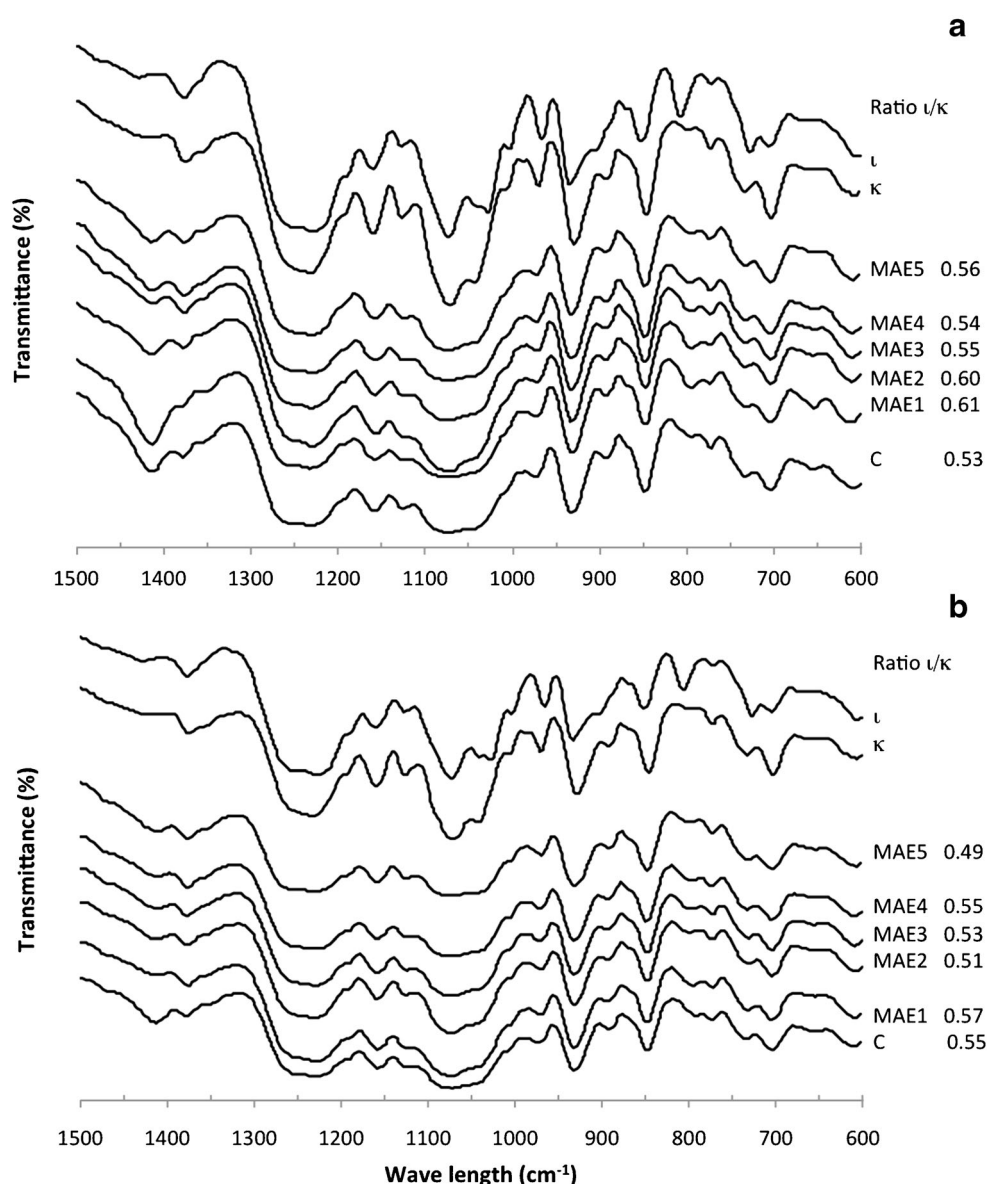 a
Ratio ι/κ
ι
κ
Transmittance (%)
MAE5 0.56
MAE4 0.54
MAE3 0.55
MAE2 0.60
MAE1 0.61
C 0.53
1500 1400 1300 1200 1100 1000 900 800 700 600
b
Ratio ι/κ
ι
κ
Transmittance (%)
MAE5 0.49
MAE4 0.55
MAE3 0.53
MAE2 0.51
MAE1 0.57
C 0.55
1500 1400 1300 1200 1100 1000 900 800 700 600
Wave length (cm⁻¹)